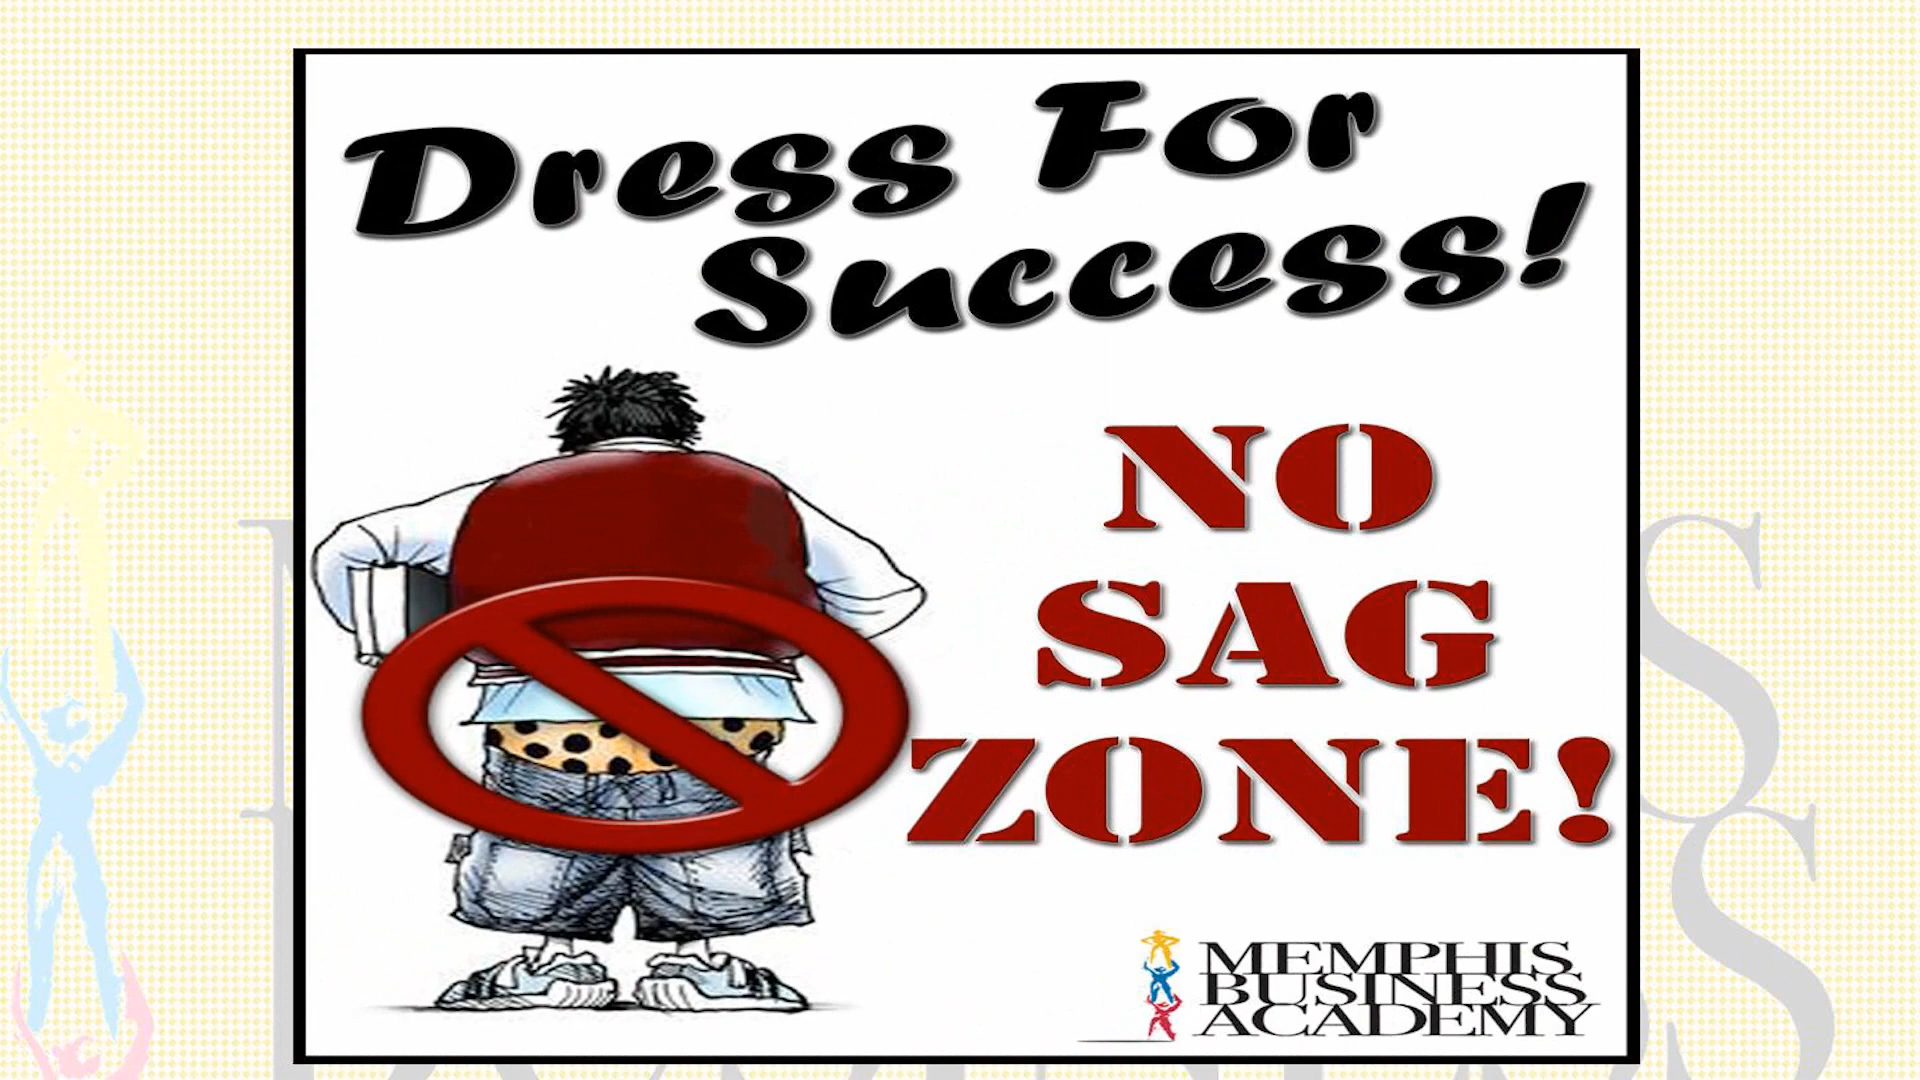 Dress For
Success!
NO
SAG
ZONE!
MEMPHIS
BUSINESS
ACADEMY